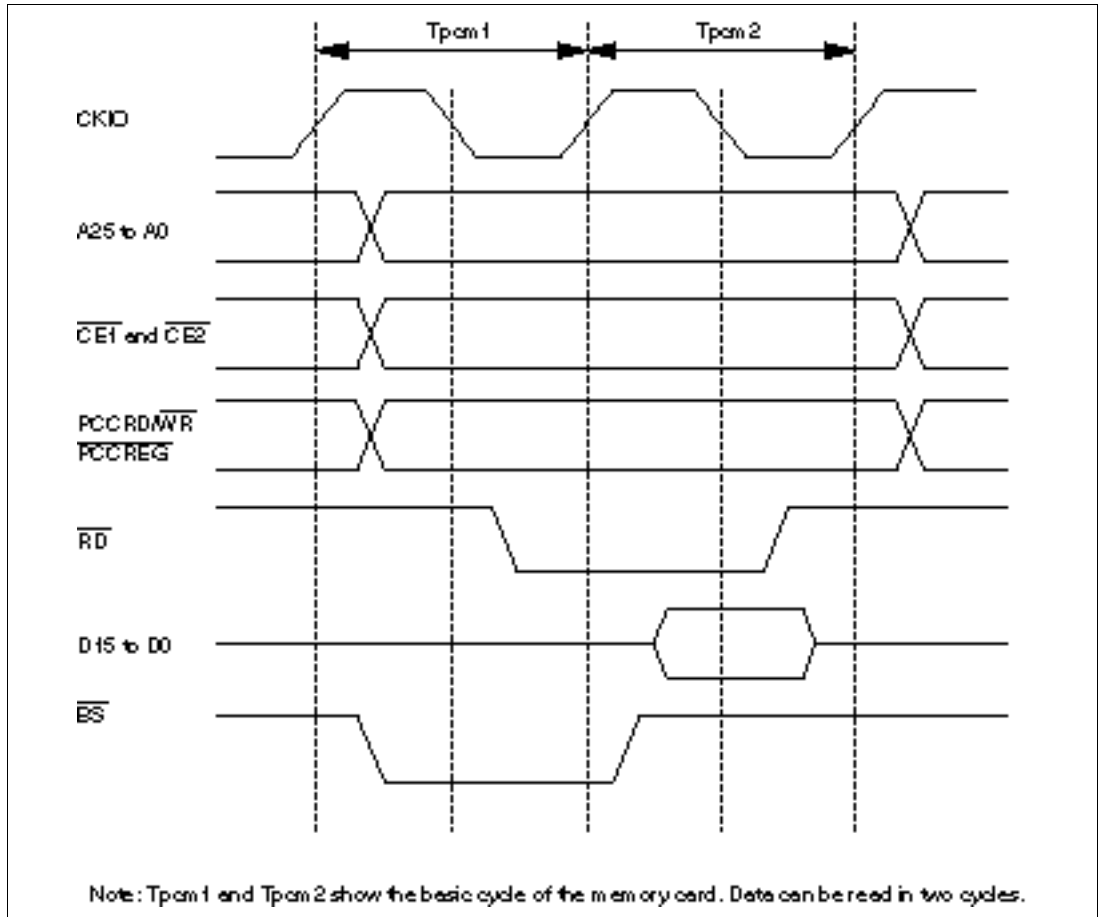 Tpcm1 Tpcm2
CKIO
A25 to A0
CE1 and CE2
PCCRD/WR
PCCREG
RD
D15 to D0
BS
Note: Tpcm1 and Tpcm2 show the basic cycle of the memory card. Data can be read in two cycles.